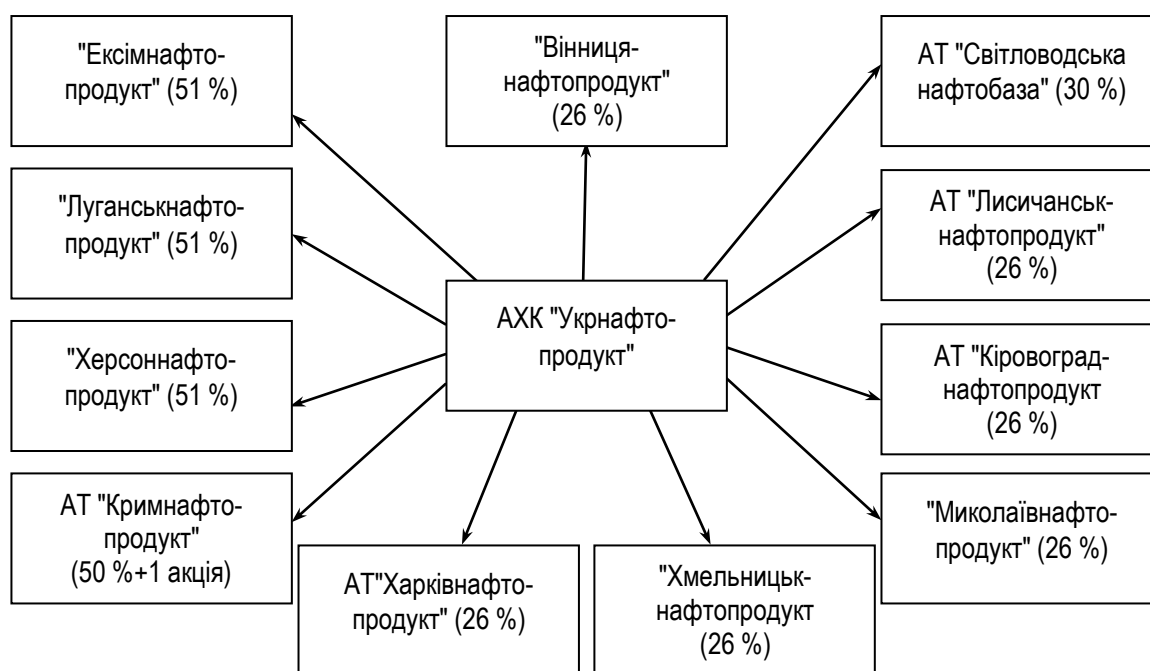 "Ексімнафто-
продукт" (51 %)
"Вінниця-
нафтопродукт"
(26 %)
АТ "Світловодська
нафтобаза" (30 %)
"Луганськнафто-
продукт" (51 %)
АТ "Лисичанськ-
нафтопродукт"
(26 %)
АХК "Укрнафто-
продукт"
"Херсоннафто-
продукт" (51 %)
АТ "Кіровоград-
нафтопродукт
(26 %)
АТ "Кримнафто-
продукт"
(50 %+1 акція)
"Миколаївнафто-
продукт" (26 %)
АТ"Харківнафто-
продукт" (26 %)
"Хмельницьк-
нафтопродукт
(26 %)